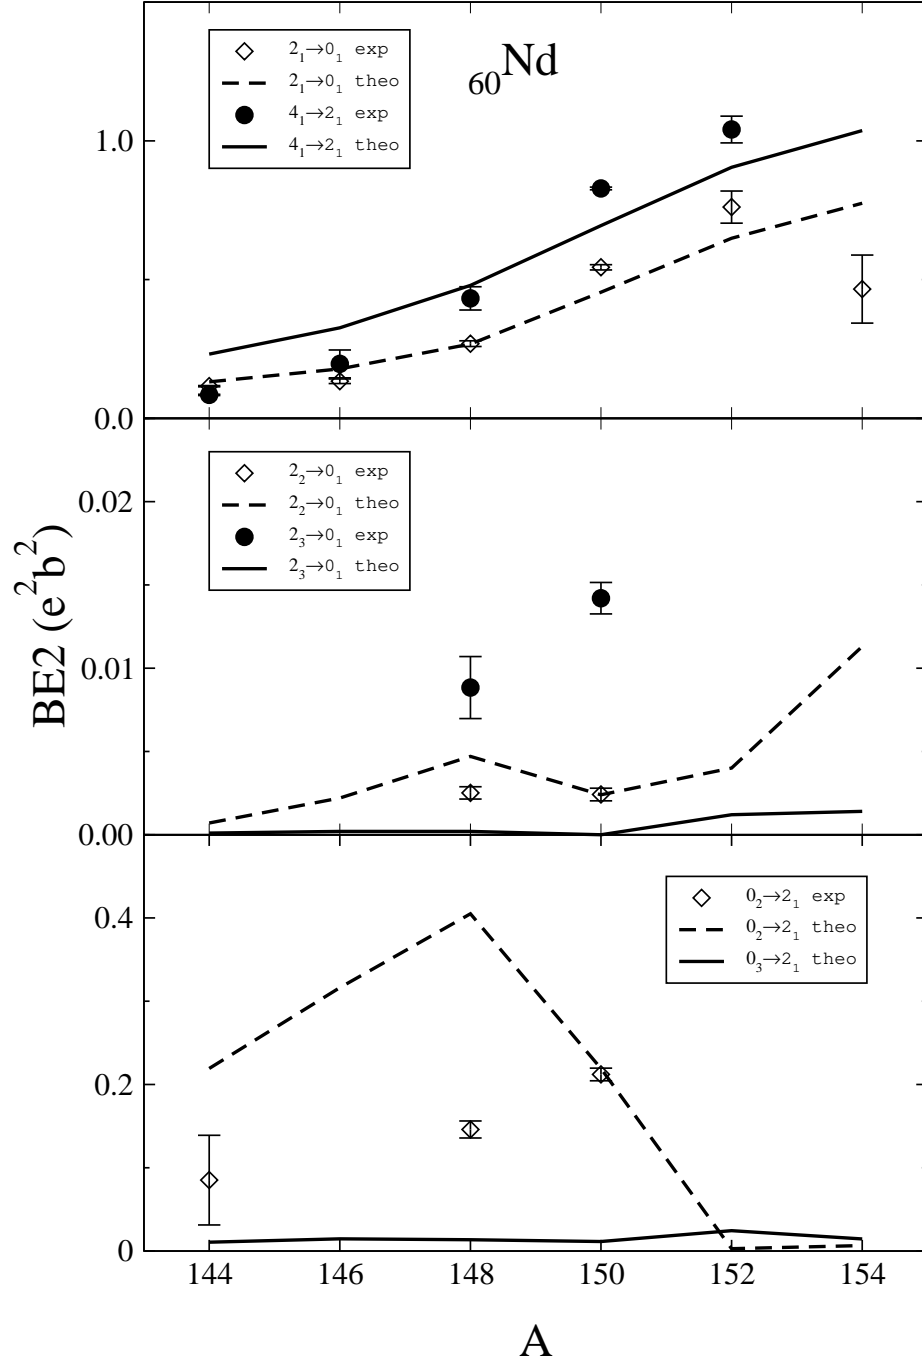 ₆₀Nd
2₁→0₁ exp
2₁→0₁ theo
4₁→2₁ exp
4₁→2₁ theo
1.0
0.0
2₂→0₁ exp
2₂→0₁ theo
2₃→0₁ exp
2₃→0₁ theo
0.02
0.01
0.00
BE2 (e²b²)
0₂→2₁ exp
0₂→2₁ theo
0₃→2₁ theo
0.4
0.2
0
144 146 148 150 152 154
A